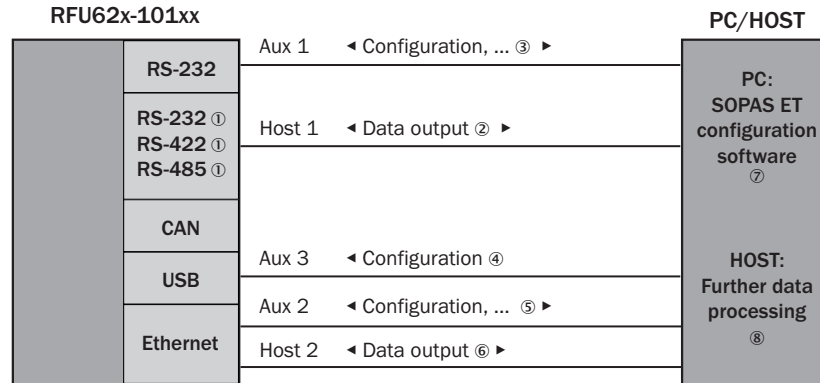 RFU62x-101xx
PC/HOST
Aux 1 ◄ Configuration, ... ③ ►
RS-232
RS-232 ①
RS-422 ①
RS-485 ①
Host 1 ◄ Data output ② ►
CAN
USB
Aux 3 ◄ Configuration ④
Aux 2 ◄ Configuration, ... ⑤ ►
Ethernet
Host 2 ◄ Data output ⑥ ►
PC:
SOPAS ET
configuration
software
⑦
HOST:
Further data
processing
⑧